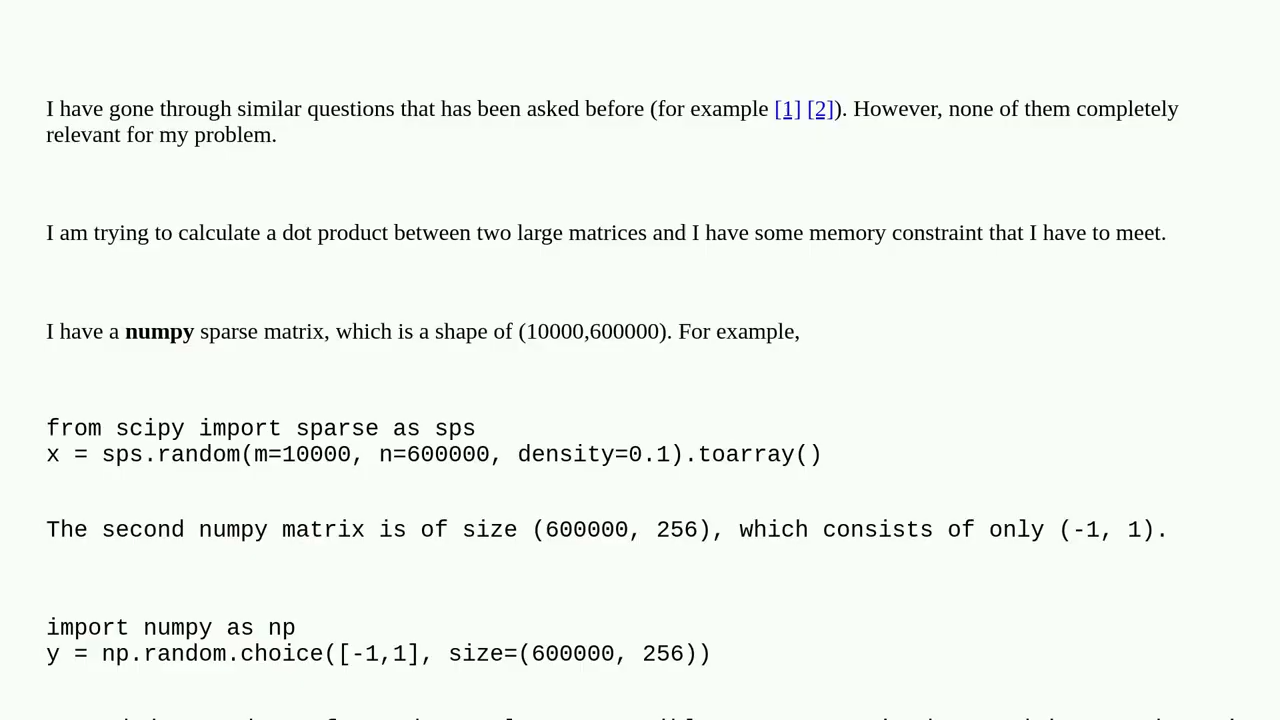 I have gone through similar questions that has been asked before (for example [1] [2]). However, none of them completely
relevant for my problem.
I am trying to calculate a dot product between two large matrices and I have some memory constraint that I have to meet.
I have a numpy sparse matrix, which is a shape of (10000,600000). For example,
from scipy import sparse as sps
x = sps.random(m=10000, n=600000, density=0.1).toarray()
The second numpy matrix is of size (600000, 256), which consists of only (-1, 1).
import numpy as np
y = np.random.choice([-1,1], size=(600000, 256))